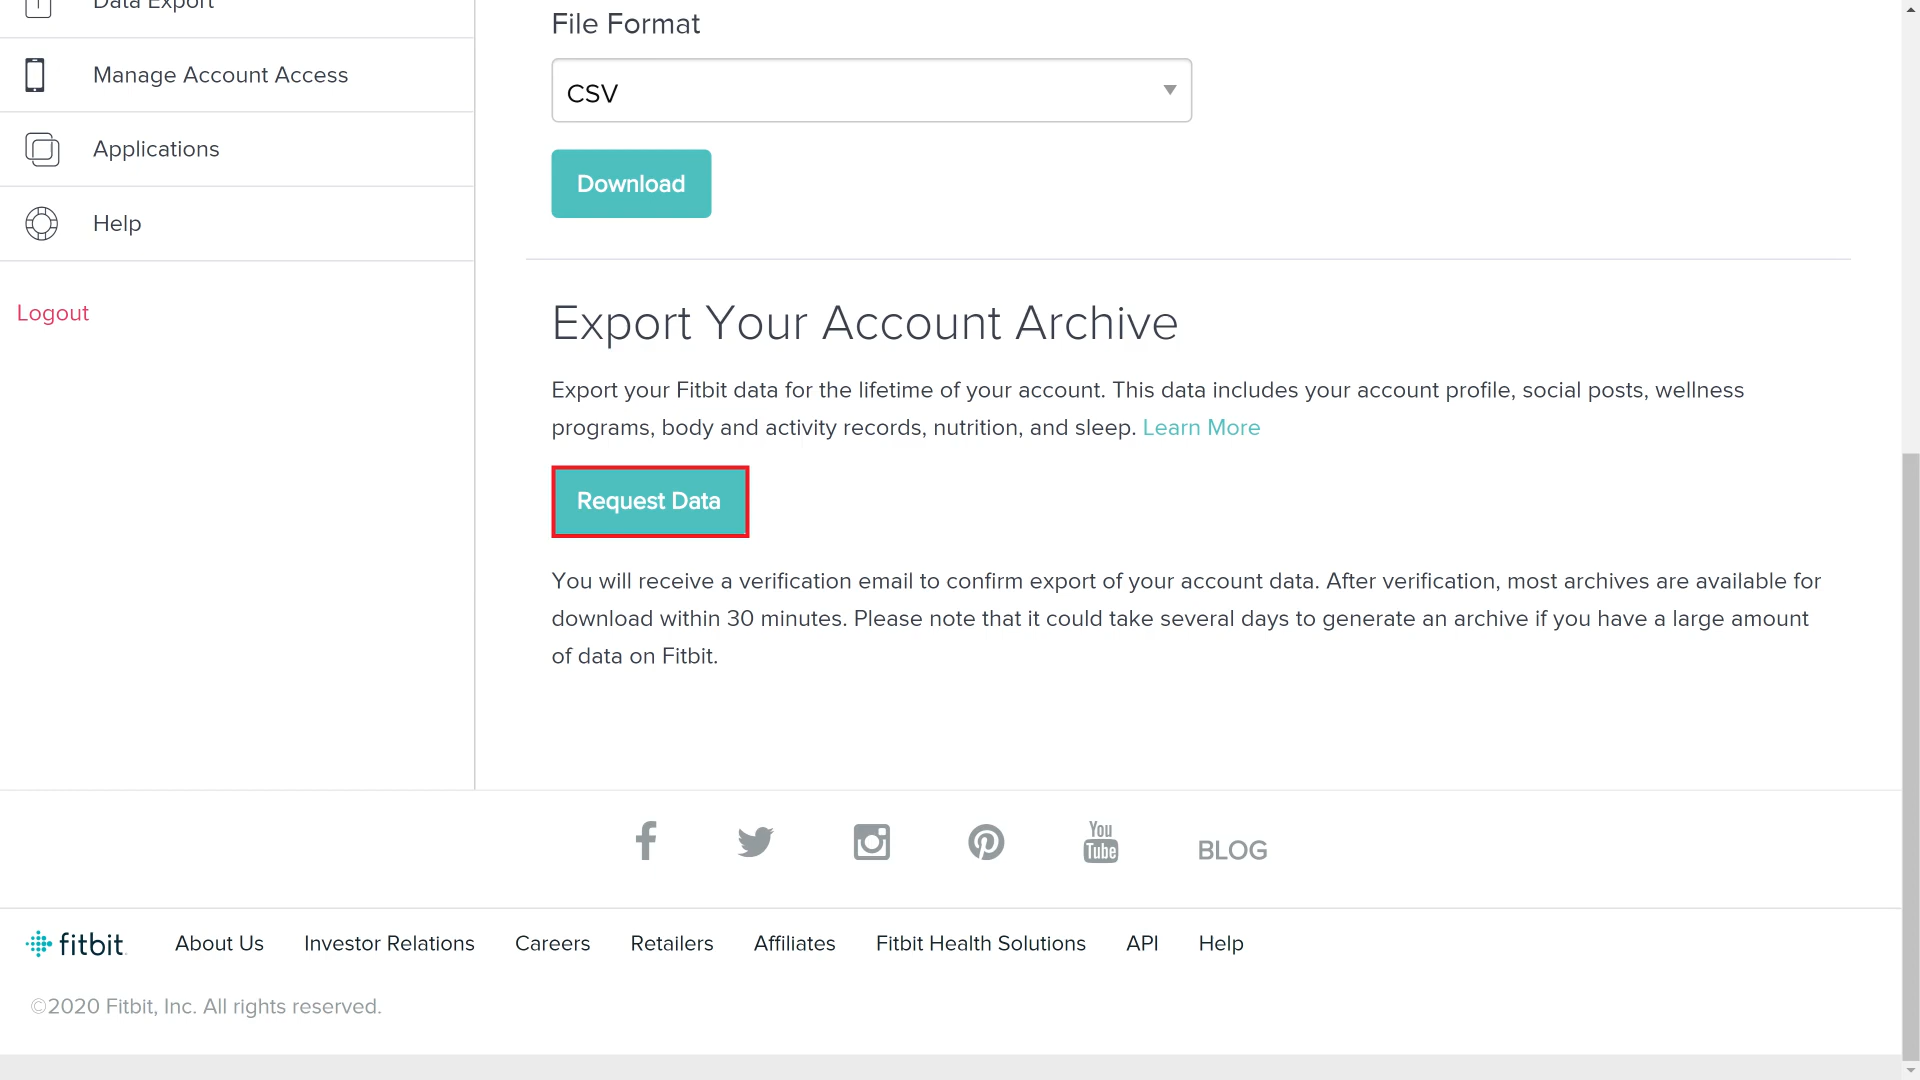 Data Export
File Format
Manage Account Access
CSV
Applications
Download
Help
Logout
Export Your Account Archive
Export your Fitbit data for the lifetime of your account. This data includes your account profile, social posts, wellness
programs, body and activity records, nutrition, and sleep. Learn More
Request Data
You will receive a verification email to confirm export of your account data. After verification, most archives are available for
download within 30 minutes. Please note that it could take several days to generate an archive if you have a large amount
of data on Fitbit.
You
Tube
BLOG
fitbit. About Us Investor Relations Careers Retailers Affiliates Fitbit Health Solutions API Help
©2020 Fitbit, Inc. All rights reserved.